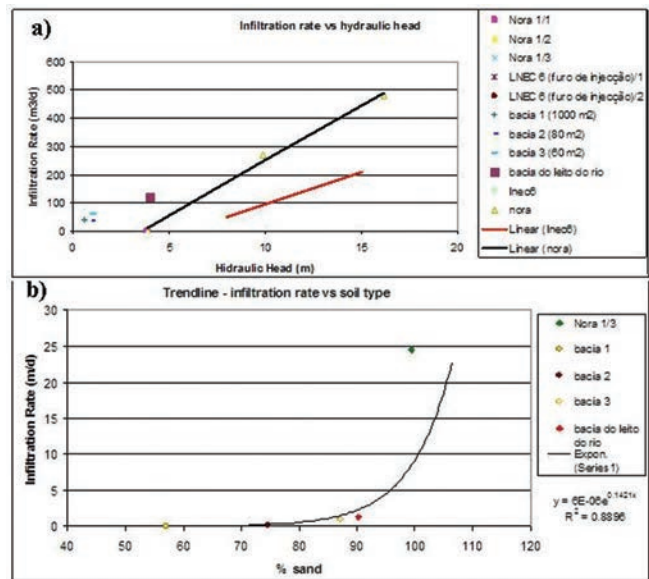 a)
Infiltration rate vs hydraulic head
Infiltration Rate (m3/d)
600
500
400
300
200
100
0
0
5
10
15
20
Hidraulic Head (m)
Nora 1/1
Nora 1/2
Nora 1/3
LNEC 6 (furo de injecção)/1
LNEC 6 (furo de injecção)/2
bacia 1 (1000 m2)
bacia 2 (80 m2)
bacia 3 (60 m2)
bacia do leito do rio
lnec6
nora
Linear (lnec6)
Linear (nora)
b)
Trendline - infiltration rate vs soil type
Infiltration Rate (m/d)
30
25
20
15
10
5
0
40
50
60
70
80
90
100
110
120
% sand
Nora 1/3
bacia 1
bacia 2
bacia 3
bacia do leito
do rio
Expon.
(Series1)
y = 6E-06e^0.1421x
R² = 0.8896